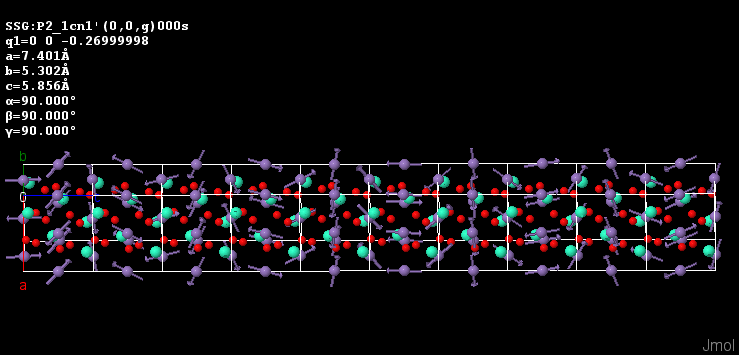 SSG:P2_1cn1'(0,0,g)000s
q1=0 0 -0.26999998
a=7.401Å
b=5.302Å
c=5.856Å
α=90.000°
β=90.000°
γ=90.000°
b
0
a
Jmol